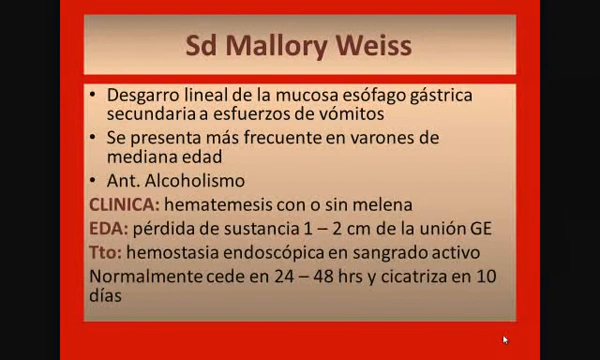 Sd Mallory Weiss
• Desgarro lineal de la mucosa esófago gástrica
secundaria a esfuerzos de vómitos
• Se presenta más frecuente en varones de
mediana edad
• Ant. Alcoholismo
CLINICA: hematemesis con o sin melena
EDA: pérdida de sustancia 1 – 2 cm de la unión GE
Tto: hemostasia endoscópica en sangrado activo
Normalmente cede en 24 – 48 hrs y cicatriza en 10
días